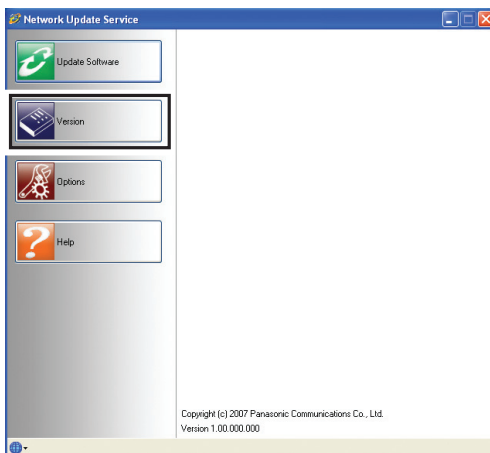 Network Update Service
Update Software
Version
Options
Help
Copyright (c) 2007 Panasonic Communications Co., Ltd.
Version 1.00.000.000